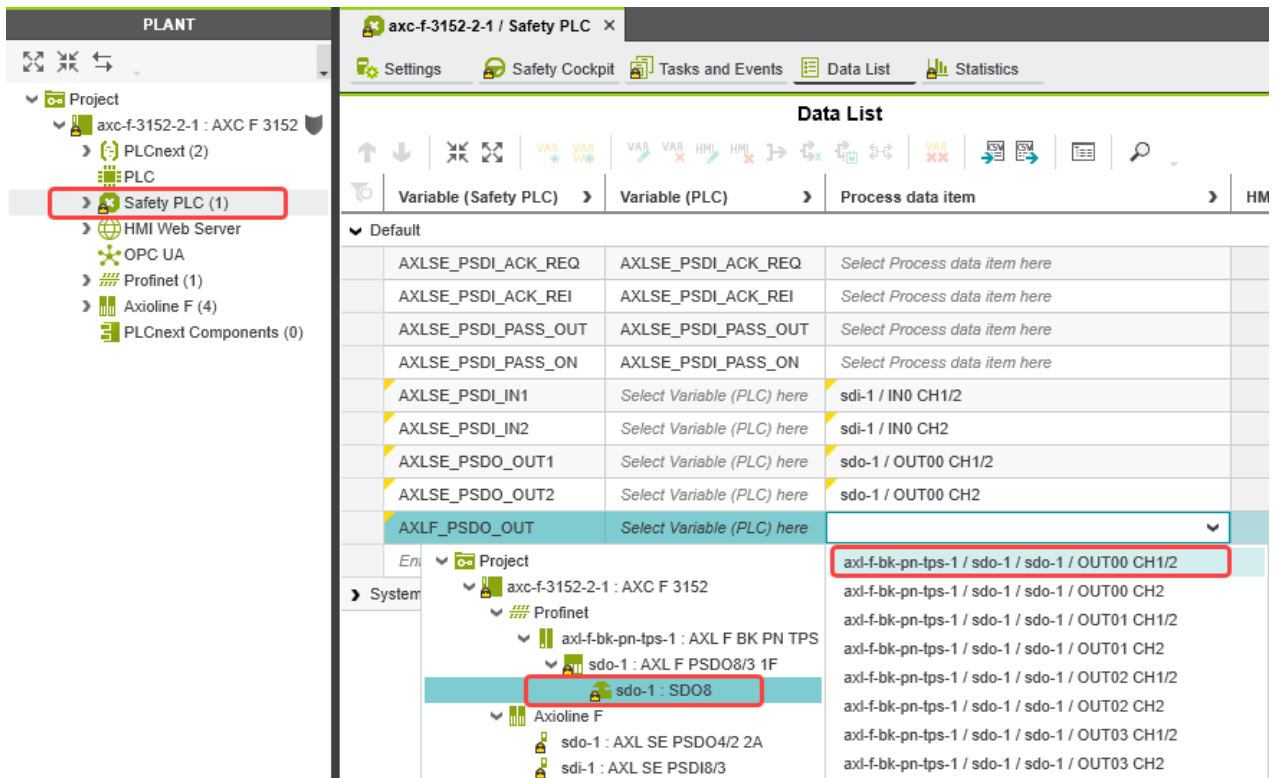 PLANT
Project
axc-f-3152-2-1 : AXC F 3152
PLCnext (2)
PLC
Safety PLC (1)
HMI Web Server
OPC UA
Profinet (1)
Axioline F (4)
PLCnext Components (0)
axc-f-3152-2-1 / Safety PLC ×
Settings Safety Cockpit Tasks and Events Data List Statistics
Data List
VAR VAR VAR VAR HMI HMI VAR CSV CSV
Variable (Safety PLC) Variable (PLC) Process data item HM
Default
AXLSE_PSDI_ACK_REQ AXLSE_PSDI_ACK_REQ Select Process data item here
AXLSE_PSDI_ACK_REI AXLSE_PSDI_ACK_REI Select Process data item here
AXLSE_PSDI_PASS_OUT AXLSE_PSDI_PASS_OUT Select Process data item here
AXLSE_PSDI_PASS_ON AXLSE_PSDI_PASS_ON Select Process data item here
AXLSE_PSDI_IN1 Select Variable (PLC) here sdi-1 / IN0 CH1/2
AXLSE_PSDI_IN2 Select Variable (PLC) here sdi-1 / IN0 CH2
AXLSE_PSDO_OUT1 Select Variable (PLC) here sdo-1 / OUT00 CH1/2
AXLSE_PSDO_OUT2 Select Variable (PLC) here sdo-1 / OUT00 CH2
AXLF_PSDO_OUT Select Variable (PLC) here
En
System
Project
axc-f-3152-2-1 : AXC F 3152
Profinet
axl-f-bk-pn-tps-1 : AXL F BK PN TPS
sdo-1 : AXL F PSDO8/3 1F
sdo-1 : SDO8
Axioline F
sdo-1 : AXL SE PSDO4/2 2A
sdi-1 : AXL SE PSDI8/3
axl-f-bk-pn-tps-1 / sdo-1 / sdo-1 / OUT00 CH1/2
axl-f-bk-pn-tps-1 / sdo-1 / sdo-1 / OUT00 CH2
axl-f-bk-pn-tps-1 / sdo-1 / sdo-1 / OUT01 CH1/2
axl-f-bk-pn-tps-1 / sdo-1 / sdo-1 / OUT01 CH2
axl-f-bk-pn-tps-1 / sdo-1 / sdo-1 / OUT02 CH1/2
axl-f-bk-pn-tps-1 / sdo-1 / sdo-1 / OUT02 CH2
axl-f-bk-pn-tps-1 / sdo-1 / sdo-1 / OUT03 CH1/2
axl-f-bk-pn-tps-1 / sdo-1 / sdo-1 / OUT03 CH2